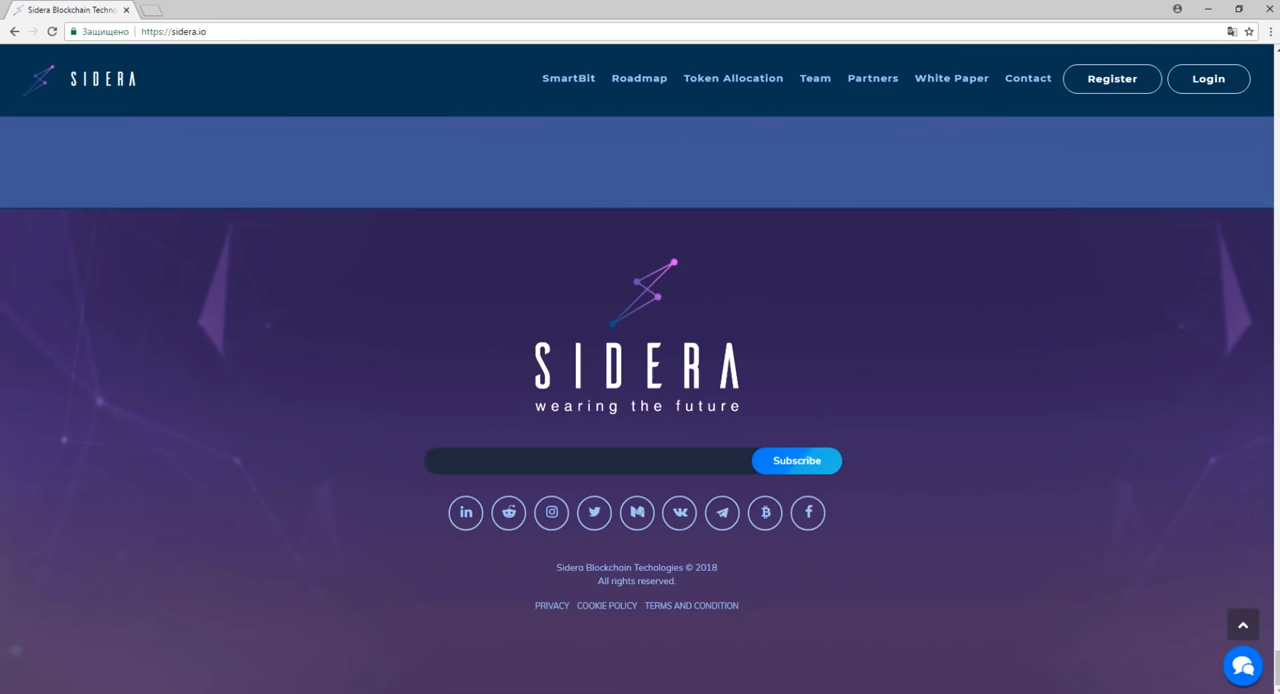 Sidera Blockchain Techno
Защищено https://sidera.io
SIDERA SmartBit Roadmap Token Allocation Team Partners White Paper Contact Register Login
SIDERA
wearing the future
Subscribe
Sidera Blockchain Techologies © 2018
All rights reserved.
PRIVACY COOKIE POLICY TERMS AND CONDITION